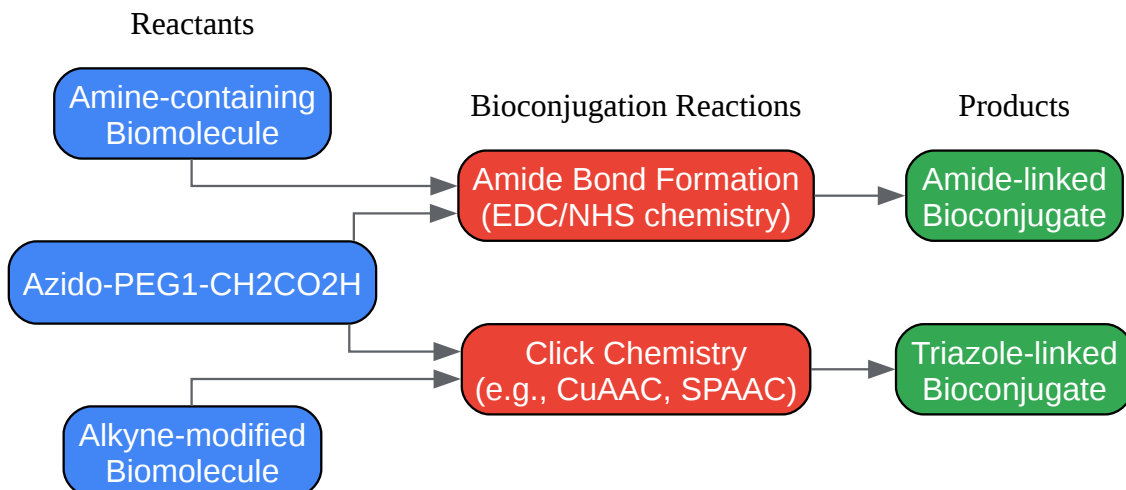 Reactants
Amine-containing
Biomolecule
Bioconjugation Reactions
Products
Amide Bond Formation
(EDC/NHS chemistry)
Amide-linked
Bioconjugate
Azido-PEG1-CH2CO2H
Click Chemistry
(e.g., CuAAC, SPAAC)
Triazole-linked
Bioconjugate
Alkyne-modified
Biomolecule